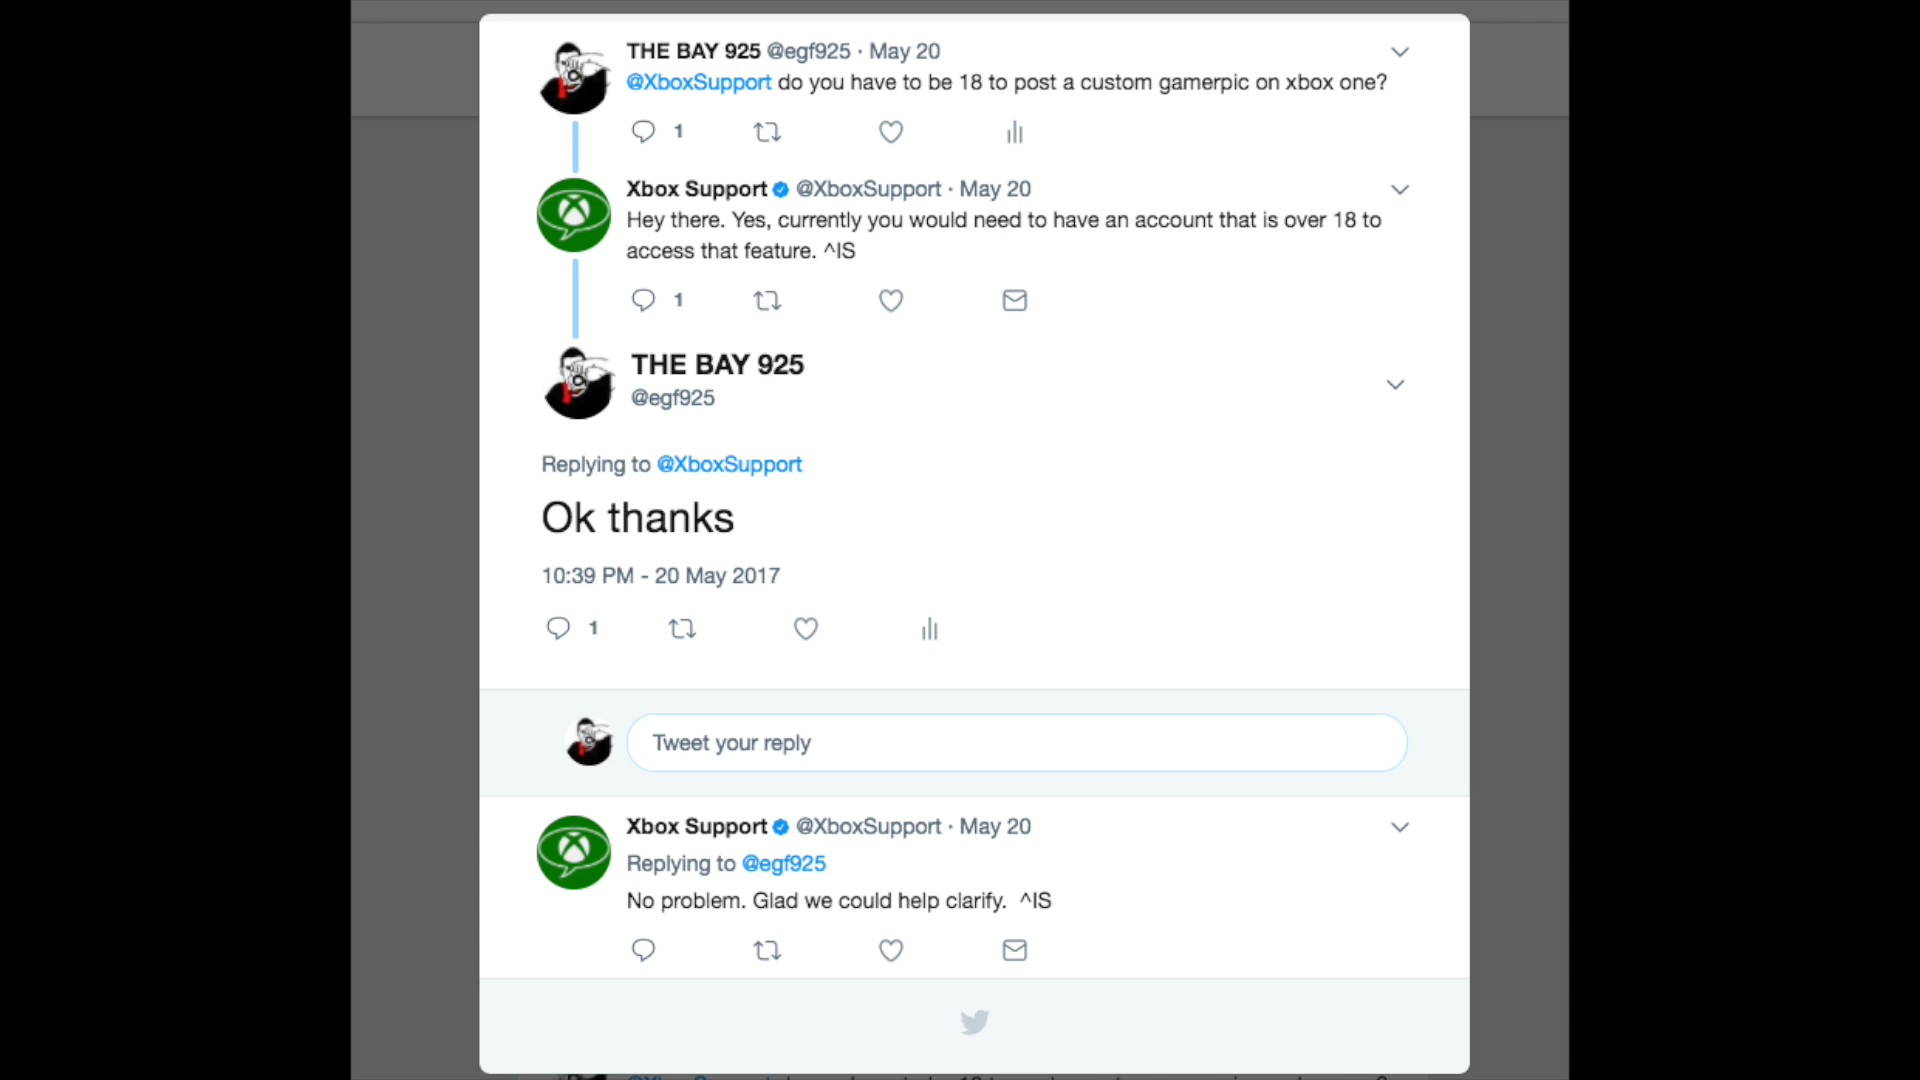 THE BAY 925 @egf925 · May 20
@XboxSupport do you have to be 18 to post a custom gamerpic on xbox one?
1
Xbox Support @XboxSupport · May 20
Hey there. Yes, currently you would need to have an account that is over 18 to
access that feature. ^IS
1
THE BAY 925
@egf925
Replying to @XboxSupport
Ok thanks
10:39 PM - 20 May 2017
1
Tweet your reply
Xbox Support @XboxSupport · May 20
Replying to @egf925
No problem. Glad we could help clarify. ^IS